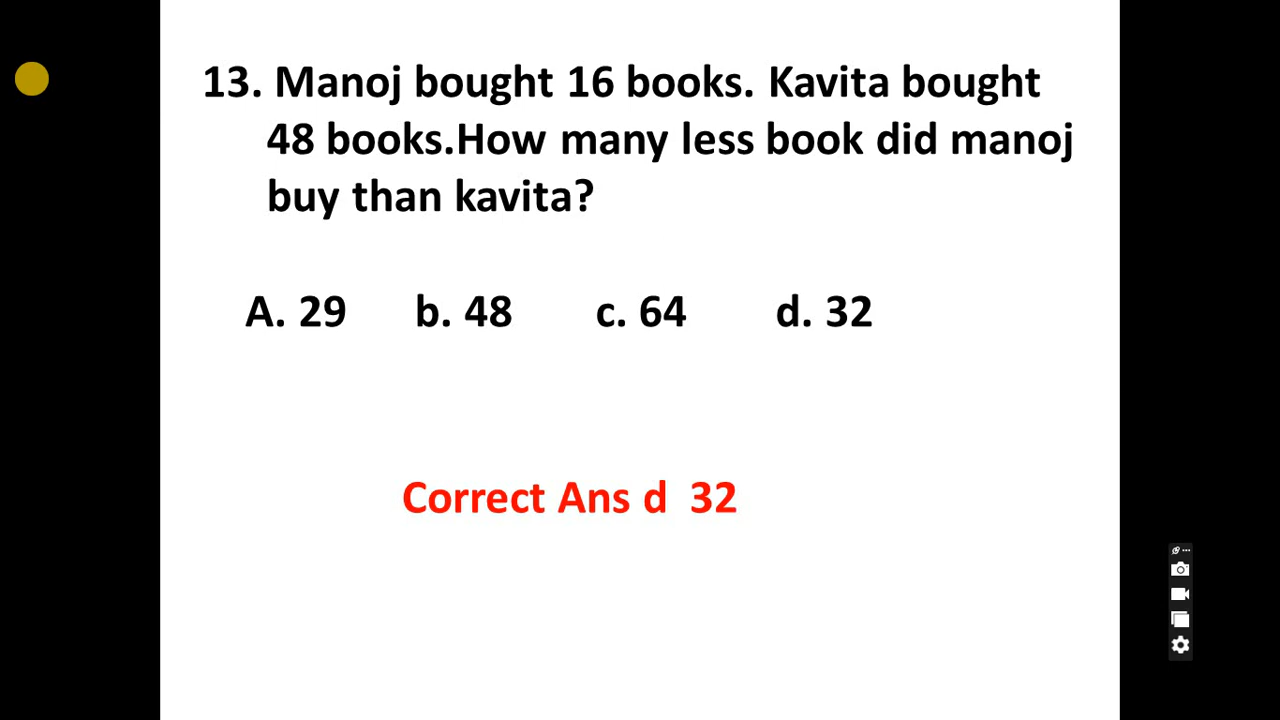 13. Manoj bought 16 books. Kavita bought
48 books.How many less book did manoj
buy than kavita?
A. 29 b. 48 c. 64 d. 32
Correct Ans d 32